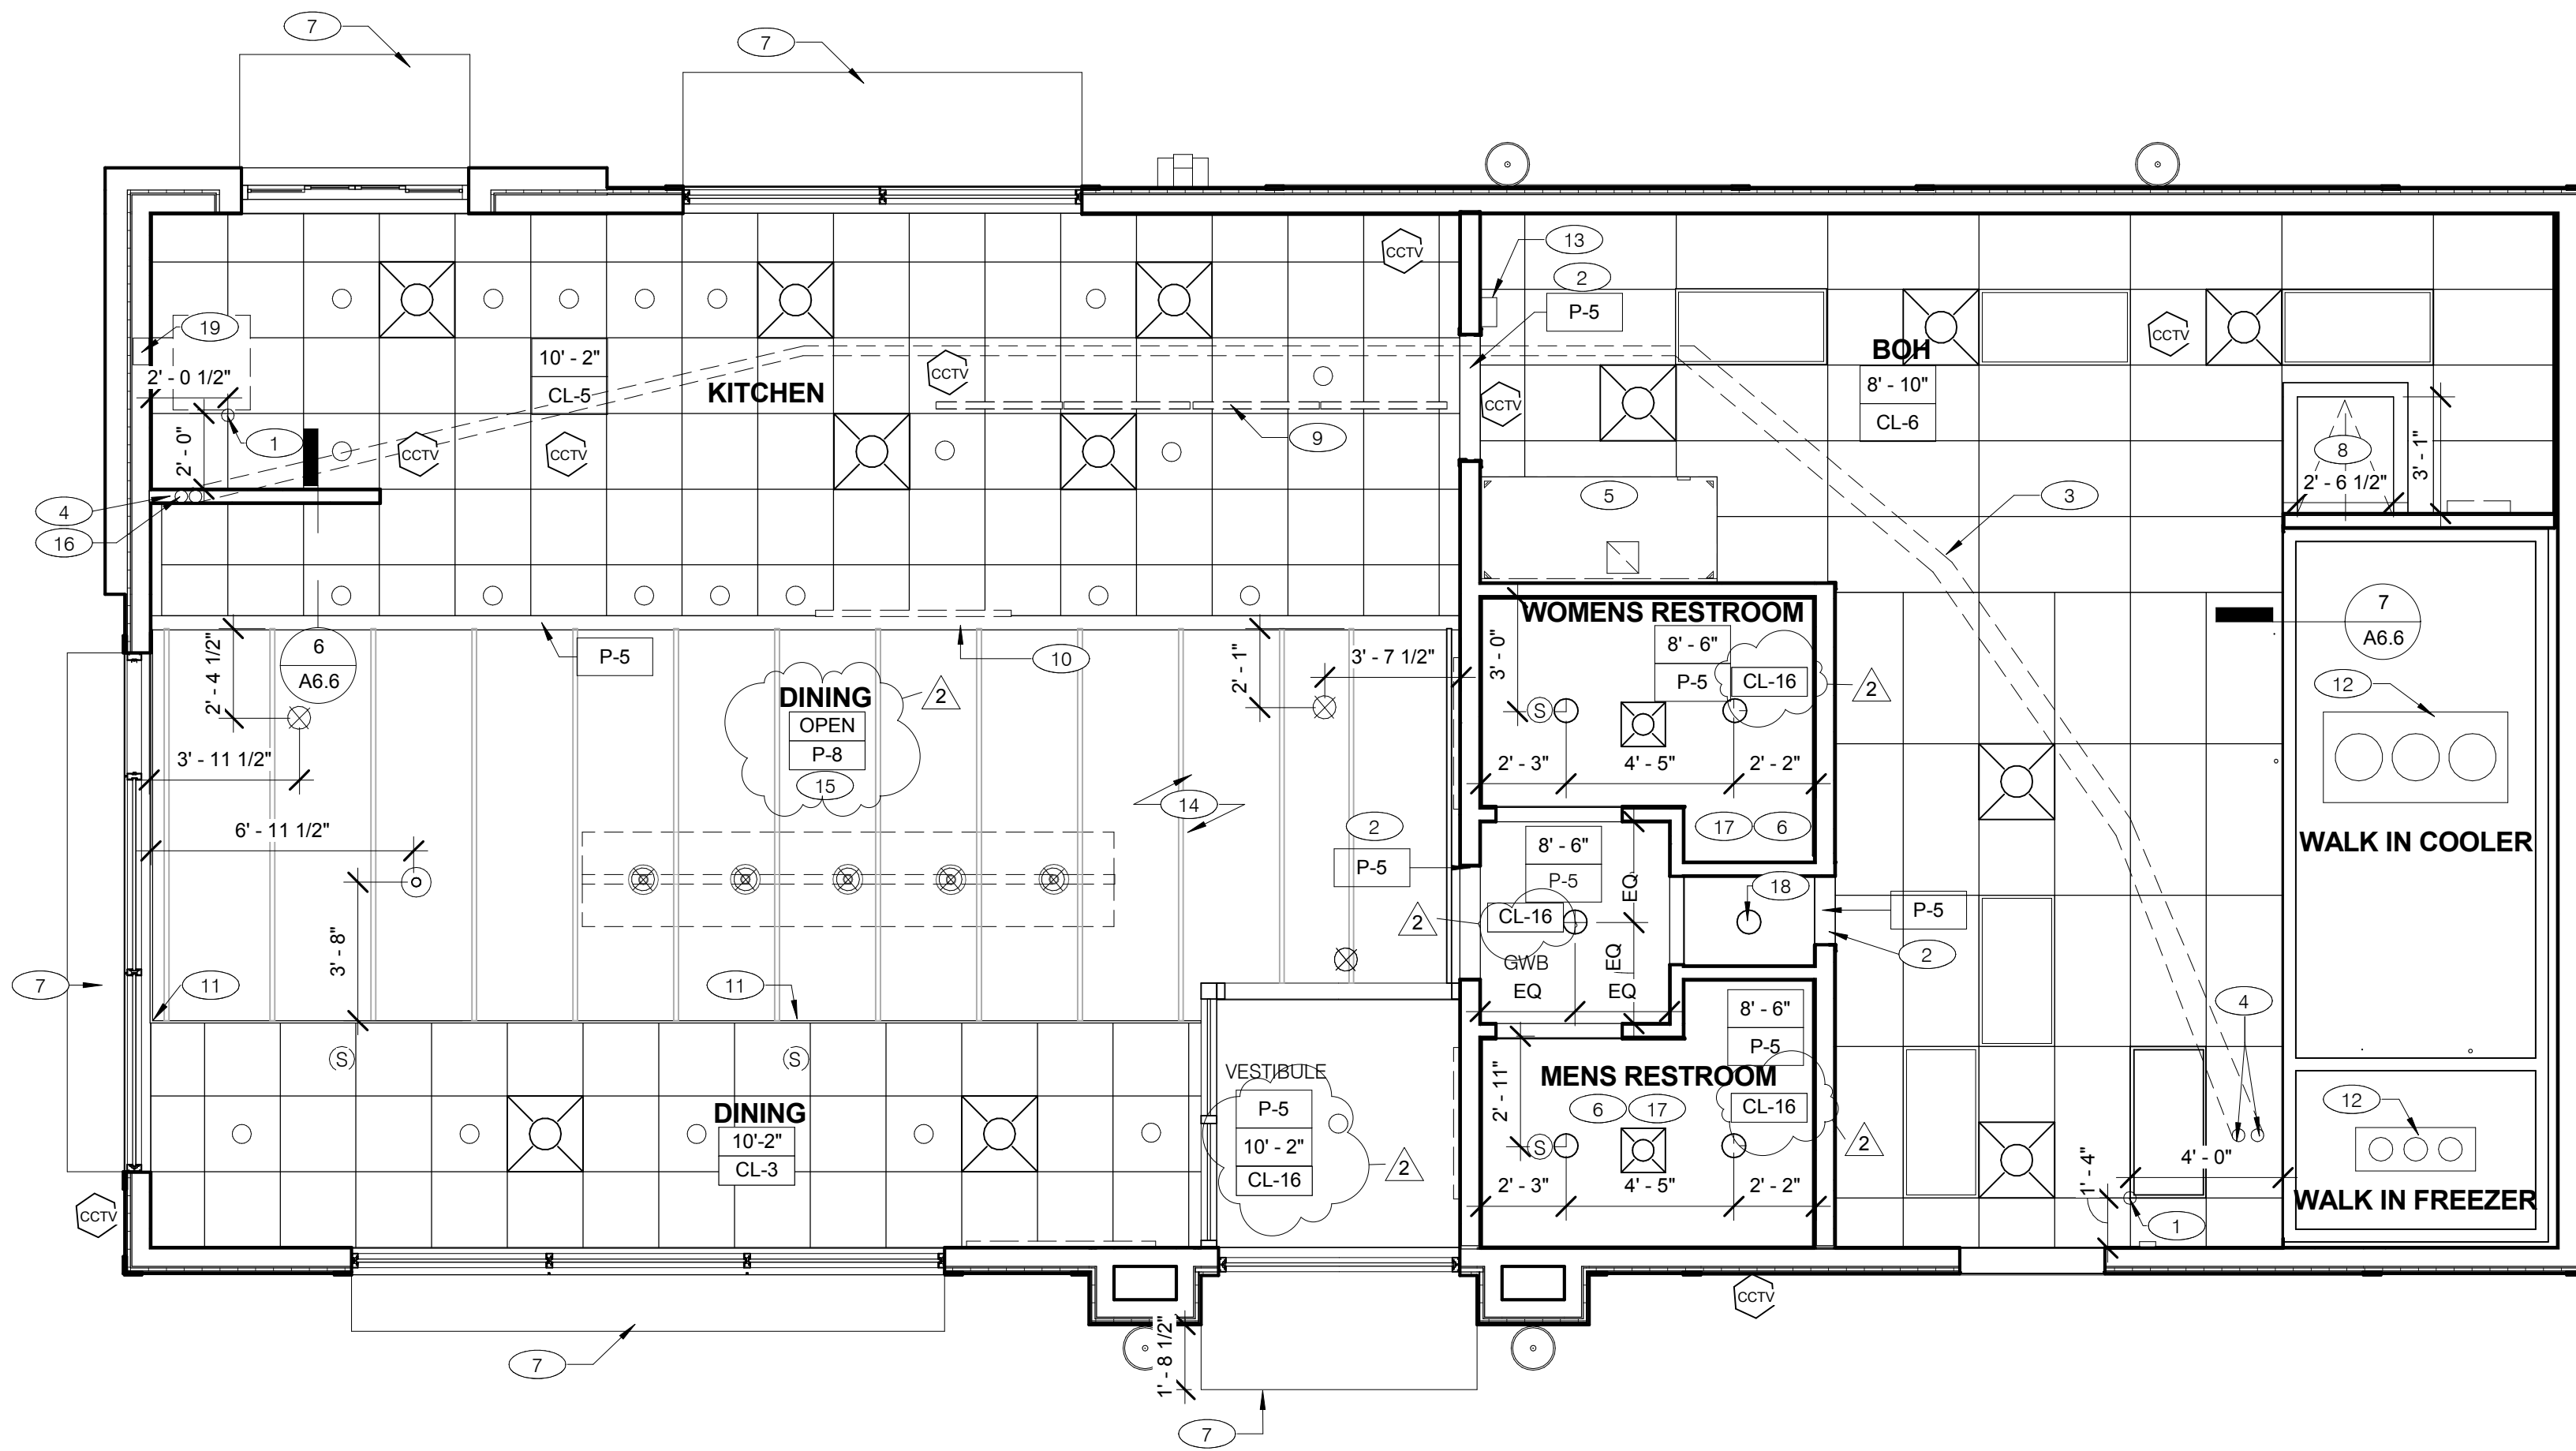 7
7
CCTV
13
2
P-5
19
2' - 0 1/2"
2' - 0"
1
10' - 2"
CL-5
KITCHEN
CCTV
CCTV
CCTV
9
CCTV
BOH
8' - 10"
CL-6
CCTV
8
2' - 6 1/2"
3' - 1"
4
16
5
3
6
A6.6
2' - 4 1/2"
P-5
10
2' - 1"
3' - 7 1/2"
WOMENS RESTROOM
8' - 6"
P-5
CL-16
2
3' - 0"
S
2' - 3"
4' - 5"
2' - 2"
17
6
7
A6.6
12
WALK IN COOLER
DINING
OPEN
P-8
15
2
3' - 11 1/2"
6' - 11 1/2"
3' - 8"
14
2
P-5
8' - 6"
P-5
CL-16
2
GWB
EQ
EQ
EQ
EQ
18
P-5
2
7
11
11
S
S
VESTIBULE
P-5
10' - 2"
CL-16
2
DINING
10'-2"
CL-3
8' - 6"
P-5
MENS RESTROOM
6
17
CL-16
2
2' - 11"
S
2' - 3"
4' - 5"
2' - 2"
4
4' - 0"
1' - 4"
1
12
WALK IN FREEZER
CCTV
CCTV
7
1' - 8 1/2"
7